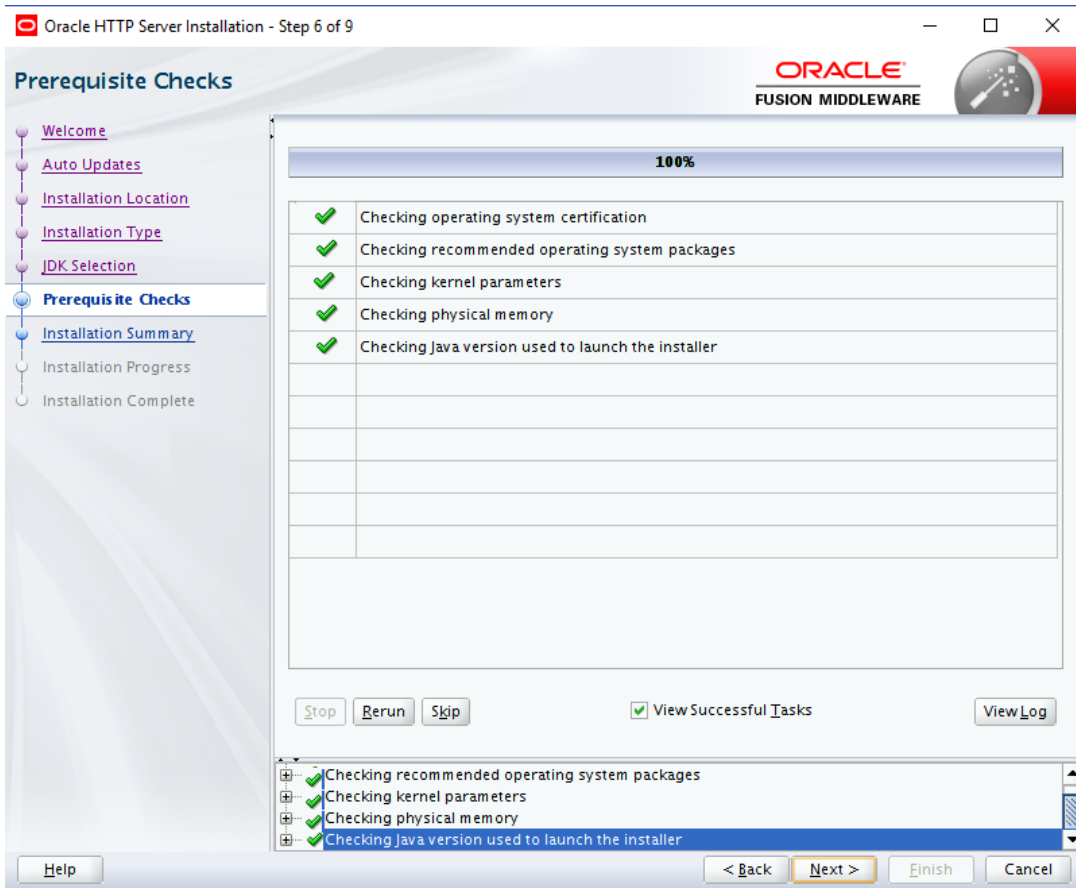 Oracle HTTP Server Installation - Step 6 of 9
Prerequisite Checks
ORACLE
FUSION MIDDLEWARE
Welcome
Auto Updates
Installation Location
Installation Type
JDK Selection
Prerequisite Checks
Installation Summary
Installation Progress
Installation Complete
100%
Checking operating system certification
Checking recommended operating system packages
Checking kernel parameters
Checking physical memory
Checking Java version used to launch the installer
Stop Rerun Skip View Successful Tasks View Log
Checking recommended operating system packages
Checking kernel parameters
Checking physical memory
Checking Java version used to launch the installer
Help < Back Next > Finish Cancel